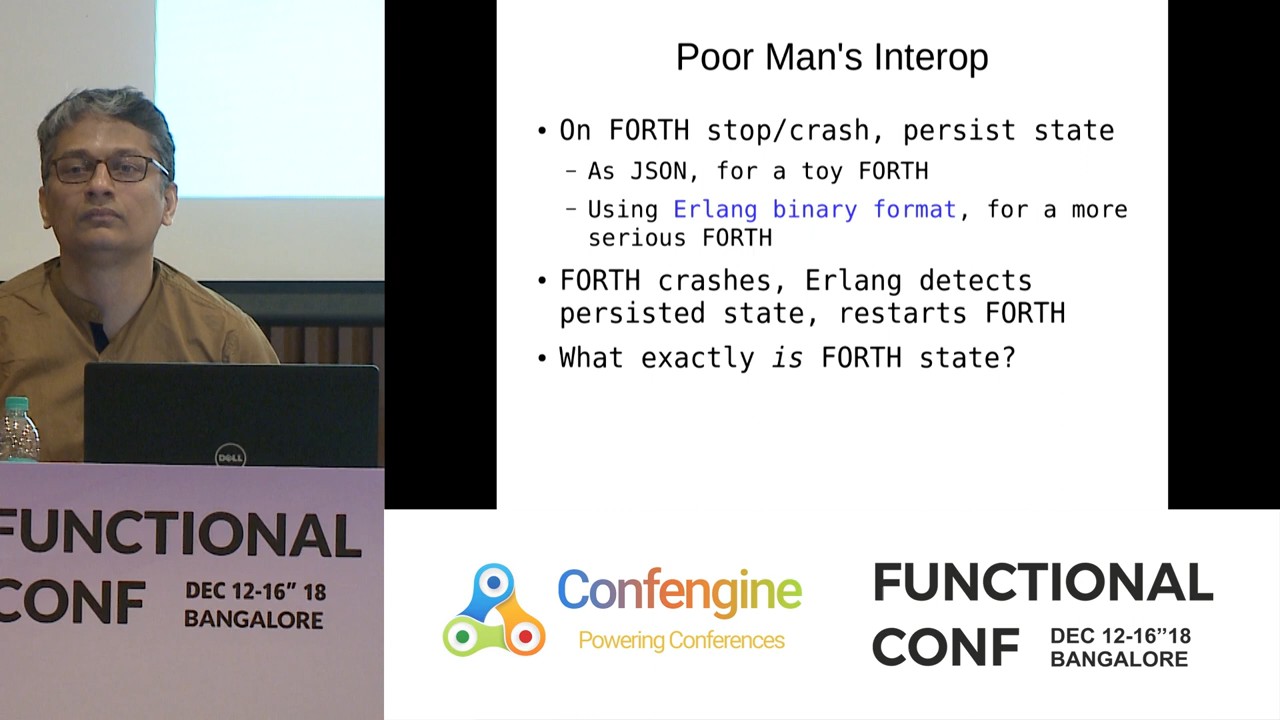 Poor Man's Interop
• On FORTH stop/crash, persist state
– As JSON, for a toy FORTH
– Using Erlang binary format, for a more
serious FORTH
• FORTH crashes, Erlang detects
persisted state, restarts FORTH
• What exactly is FORTH state?
DELL
FUNCTIONAL
CONF
DEC 12-16” 18
BANGALORE
Confengine
Powering Conferences
FUNCTIONAL
CONF
DEC 12-16”18
BANGALORE